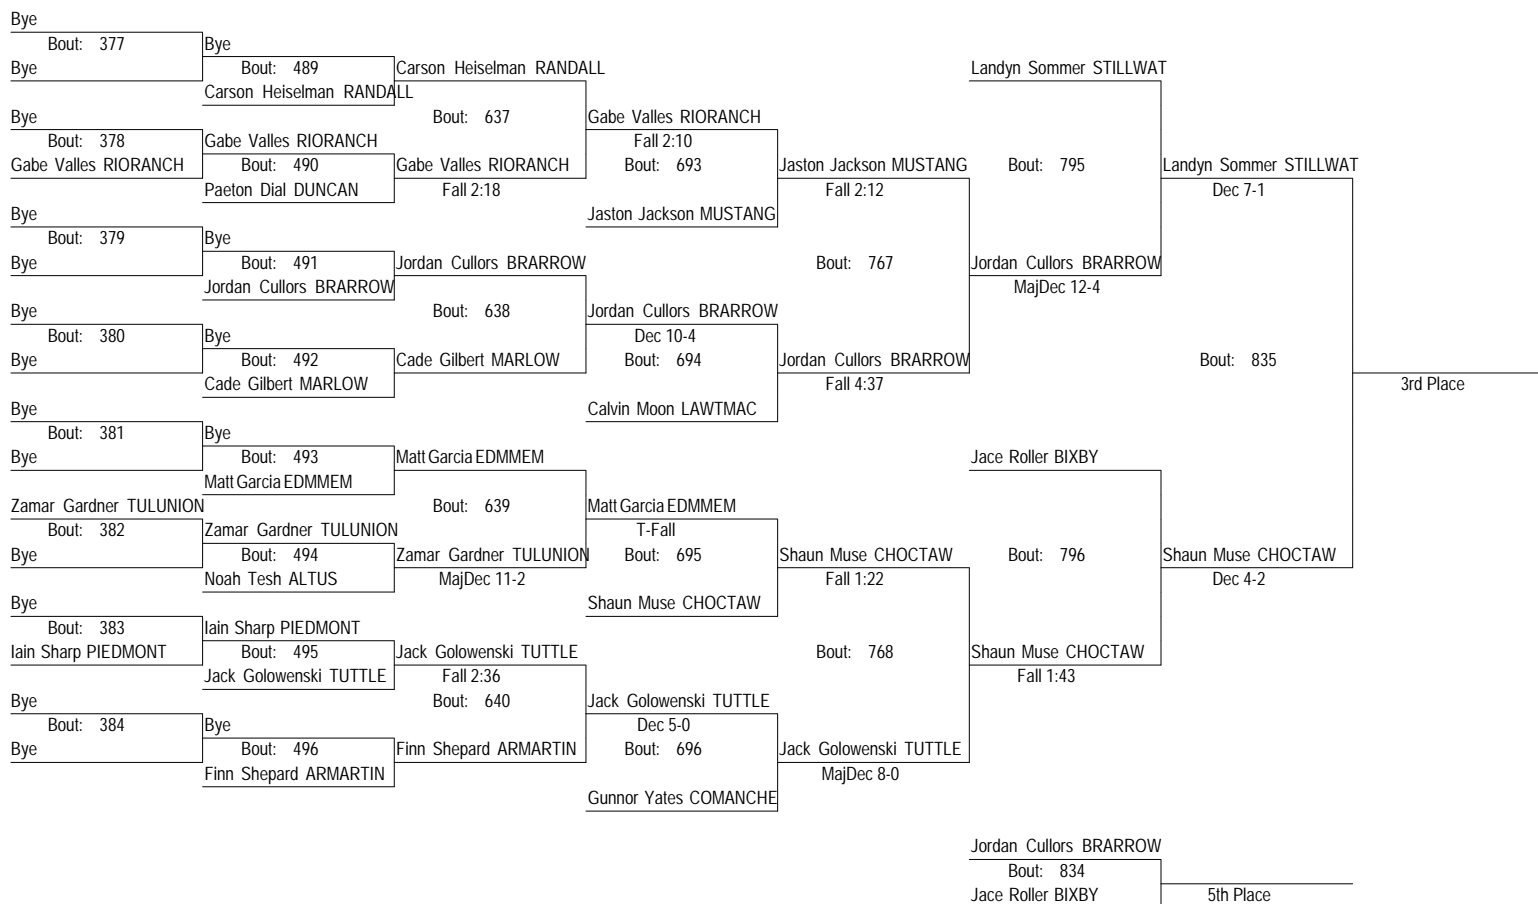 Bye
Bout: 377 Bye
Bye Bout: 489 Carson Heiselman RANDALL Landyn Sommer STILLWAT
Carson Heiselman RANDALL
Bye Bout: 637 Gabe Valles RIORANCH
Bout: 378 Gabe Valles RIORANCH Fall 2:10
Gabe Valles RIORANCH Bout: 490 Gabe Valles RIORANCH Bout: 693 Jaston Jackson MUSTANG Bout: 795 Landyn Sommer STILLWAT
Paeton Dial DUNCAN Fall 2:18 Fall 2:12 Dec 7-1
Bye Jaston Jackson MUSTANG
Bout: 379 Bye
Bye Bout: 491 Jordan Cullors BRARROW Bout: 767 Jordan Cullors BRARROW
Jordan Cullors BRARROW MajDec 12-4
Bye Bout: 638 Jordan Cullors BRARROW
Bout: 380 Bye Dec 10-4
Bye Bout: 492 Cade Gilbert MARLOW Bout: 694 Jordan Cullors BRARROW Bout: 835
Cade Gilbert MARLOW Fall 4:37 3rd Place
Bye Calvin Moon LAWTMAC
Bout: 381 Bye
Bye Bout: 493 Matt Garcia EDMMEM Jace Roller BIXBY
Matt Garcia EDMMEM
Zamar Gardner TULUNION Bout: 639 Matt Garcia EDMMEM
Bout: 382 Zamar Gardner TULUNION T-Fall
Bye Bout: 494 Zamar Gardner TULUNION Bout: 695 Shaun Muse CHOCTAW Bout: 796 Shaun Muse CHOCTAW
Noah Tesh ALTUS MajDec 11-2 Fall 1:22 Dec 4-2
Bye Shaun Muse CHOCTAW
Bout: 383 Iain Sharp PIEDMONT
Iain Sharp PIEDMONT Bout: 495 Jack Golowenski TUTTLE Bout: 768 Shaun Muse CHOCTAW
Jack Golowenski TUTTLE Fall 2:36 Fall 1:43
Bye Bout: 640 Jack Golowenski TUTTLE
Bout: 384 Bye Dec 5-0
Bye Bout: 496 Finn Shepard ARMARTIN Bout: 696 Jack Golowenski TUTTLE
Finn Shepard ARMARTIN MajDec 8-0
Gunnor Yates COMANCHE
Jordan Cullors BRARROW
Bout: 834
Jace Roller BIXBY 5th Place